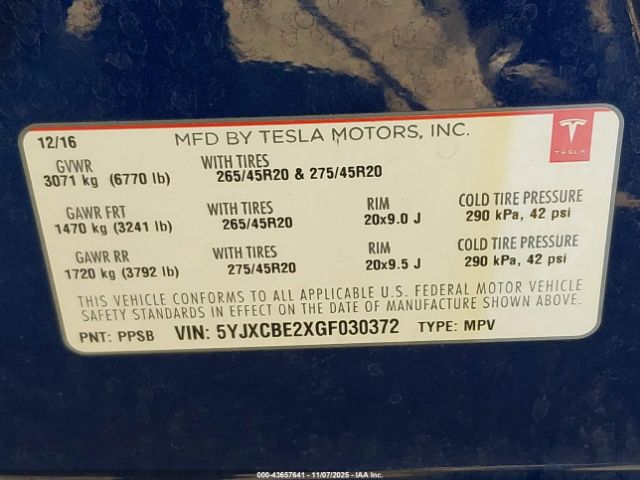 12/16 MFD BY TESLA MOTORS, INC.
TESLA
GVWR WITH TIRES
3071 kg (6770 lb) 265/45R20 & 275/45R20
GAWR FRT WITH TIRES RIM COLD TIRE PRESSURE
1470 kg (3241 lb) 265/45R20 20x9.0 J 290 kPa, 42 psi
GAWR RR WITH TIRES RIM COLD TIRE PRESSURE
1720 kg (3792 lb) 275/45R20 20x9.5 J 290 kPa, 42 psi
THIS VEHICLE CONFORMS TO ALL APPLICABLE U.S. FEDERAL MOTOR VEHICLE
SAFETY STANDARDS IN EFFECT ON THE DATE OF MANUFACTURE SHOWN ABOVE.
PNT: PPSB VIN: 5YJXCBE2XGF030372 TYPE: MPV
© 2025 - 43657641 - 11/07/2025 - IAA Inc.